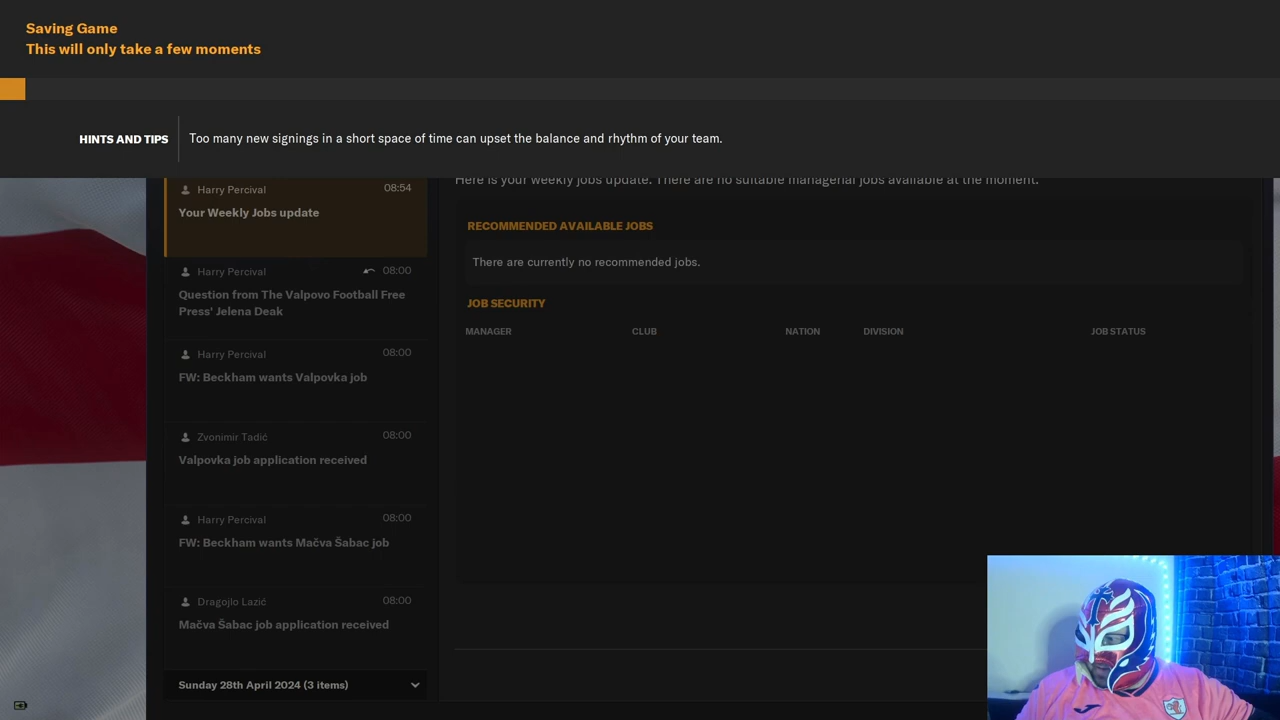 Saving Game
This will only take a few moments
HINTS AND TIPS
Too many new signings in a short space of time can upset the balance and rhythm of your team.
Harry Percival
08:54
Your Weekly Jobs update
Harry Percival
08:00
Question from The Valpovo Football Free
Press' Jelena Deak
Harry Percival
08:00
FW: Beckham wants Valpovka job
Zvonimir Tadić
08:00
Valpovka job application received
Harry Percival
08:00
FW: Beckham wants Mačva Šabac job
Dragojlo Lazić
08:00
Mačva Šabac job application received
Sunday 28th April 2024 (3 items)
Here is your weekly jobs update. There are no suitable managerial jobs available at the moment.
RECOMMENDED AVAILABLE JOBS
There are currently no recommended jobs.
JOB SECURITY
MANAGER CLUB NATION DIVISION JOB STATUS